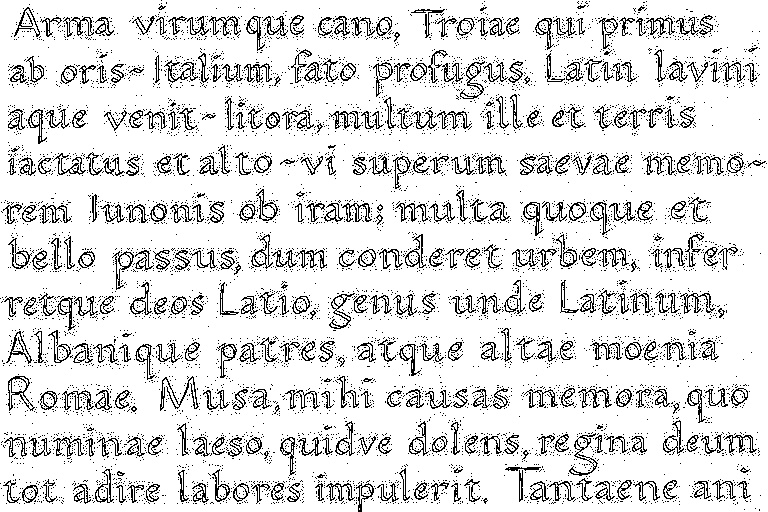 Arma virumque cano, Troiae qui primus
ab oris~Italium, fato profugus, Latin lavini
aque venit~litora, multum ille et terris
iactatus et alto~vi superum saevae memo~
rem Iunonis ob iram; multa quoque et
bello passus, dum conderet urbem, infer
retque deos Latio, genus unde Latinum,
Albanique patres, atque altae moenia
Romae. Musa, mihi causas memora, quo
numinae laeso, quidve dolens, regina deum
tot adire labores impulerit. Tantaene ani